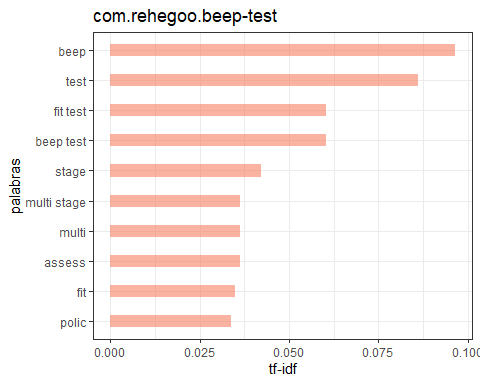 com.rehegoo.beep-test
beep
test
fit test
beep test
stage
multi stage
multi
assess
fit
polic
palabras
0.000 0.025 0.050 0.075 0.100
tf-idf